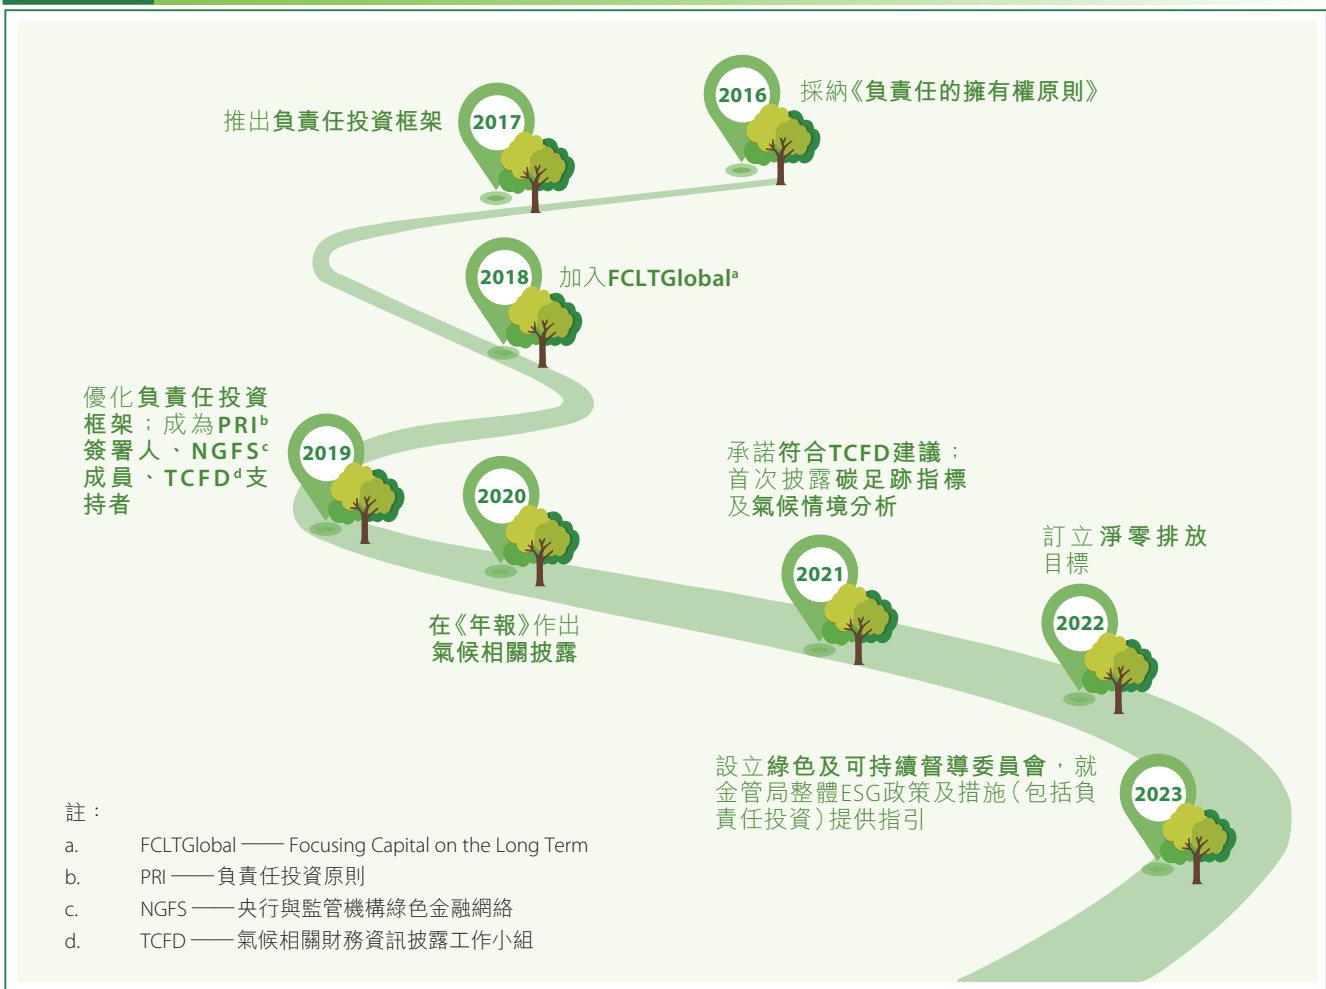 2016
採納《負責任的擁有權原則》
2017
推出負責任投資框架
2018
加入FCLTGlobalᵃ
2019
優化負責任投資
框架；成為PRIᵇ
簽署人、NGFSᶜ
成員、TCFDᵈ支
持者
2020
在《年報》作出
氣候相關披露
2021
承諾符合TCFD建議；
首次披露碳足跡指標
及氣候情境分析
2022
訂立淨零排放
目標
2023
設立綠色及可持續督導委員會，就
金管局整體ESG政策及措施（包括負
責任投資）提供指引
註：
a. FCLTGlobal —— Focusing Capital on the Long Term
b. PRI ——負責任投資原則
c. NGFS ——央行與監管機構綠色金融網絡
d. TCFD ——氣候相關財務資訊披露工作小組